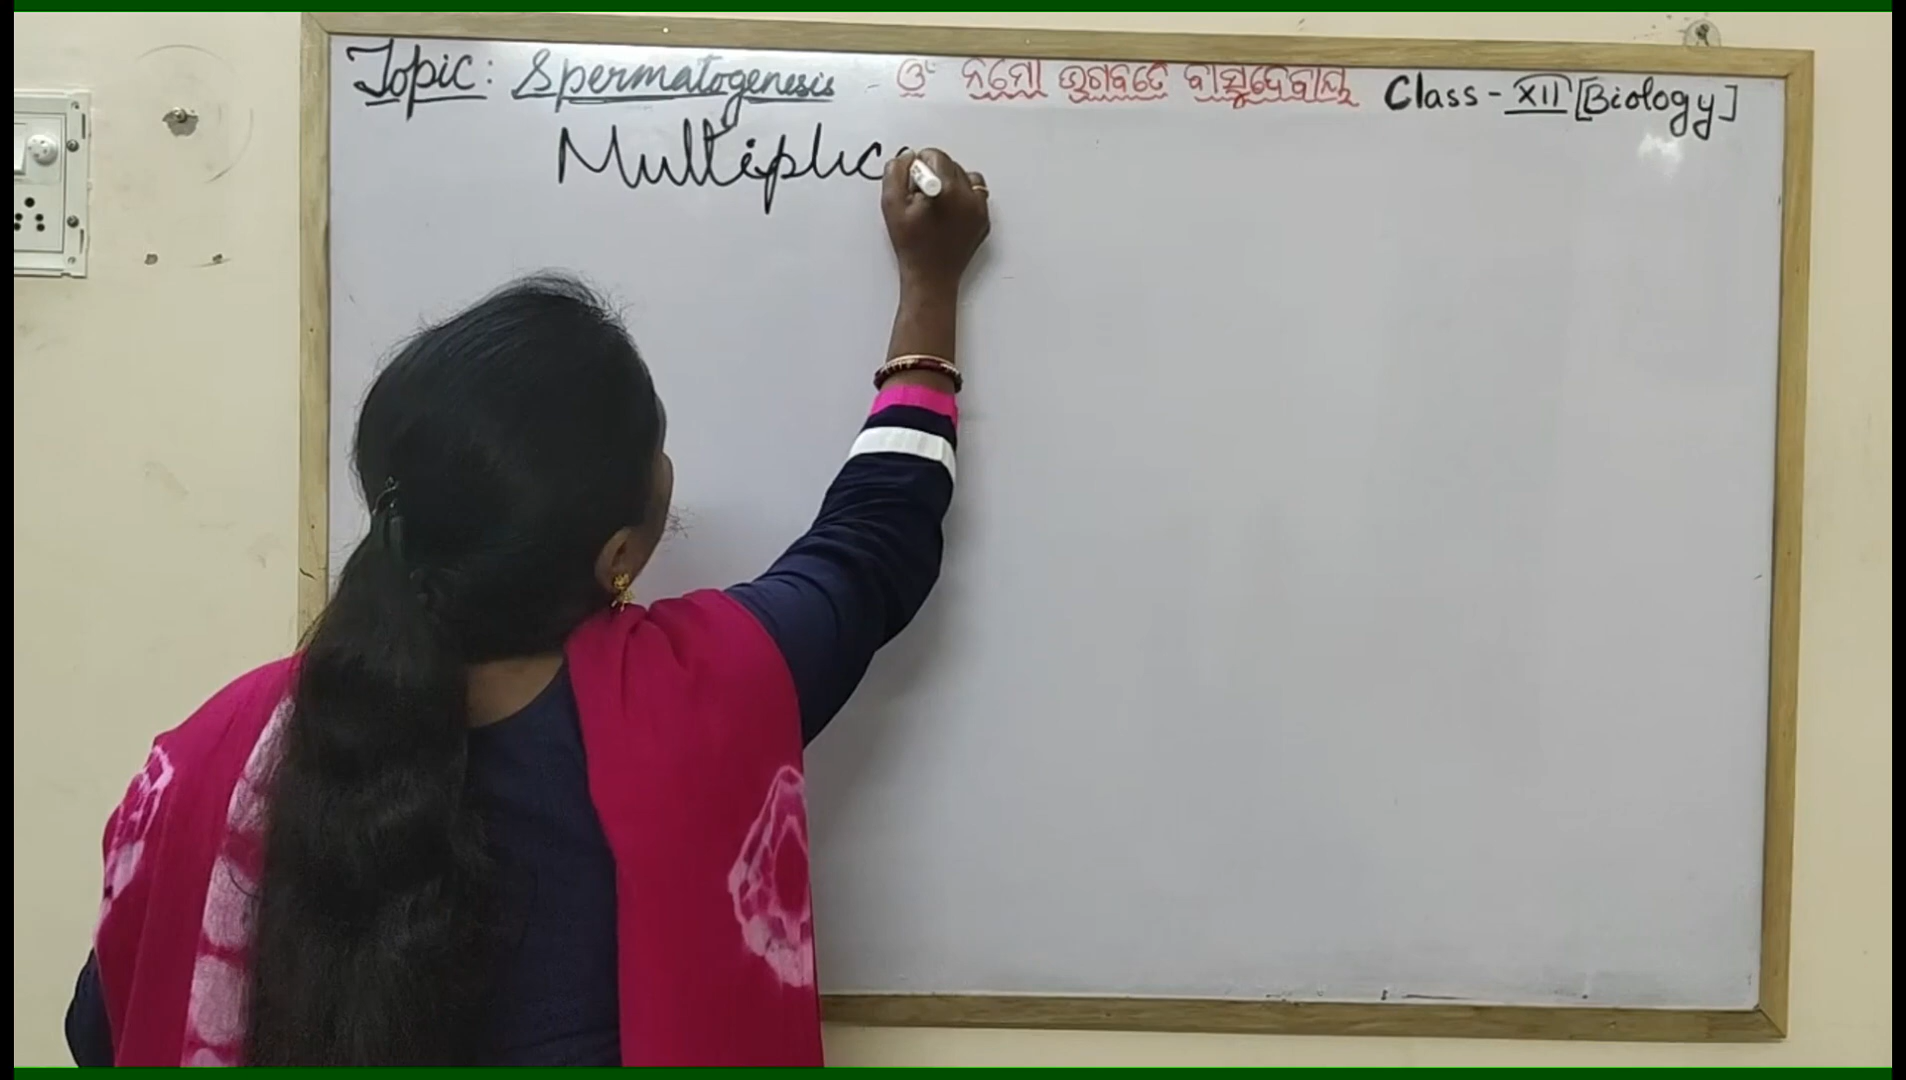 Topic: Spermatogenesis - ଓଁ ନମୋ ଭଗବତେ ବାସୁଦେବାୟ Class - XII [Biology]
Multiplica